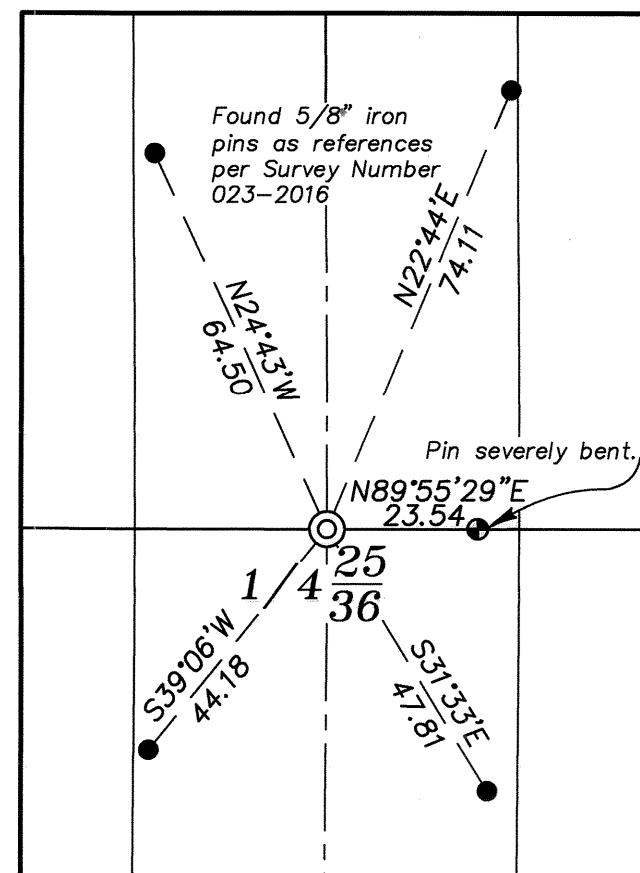 Found 5/8" iron
pins as references
per Survey Number
023-2016
N22°44'E
74.11
N24°43'W
64.50
Pin severely bent.
N89°55'29"E
23.54
1 4 25
36
S39°06'W
44.18
S31°33'E
47.81